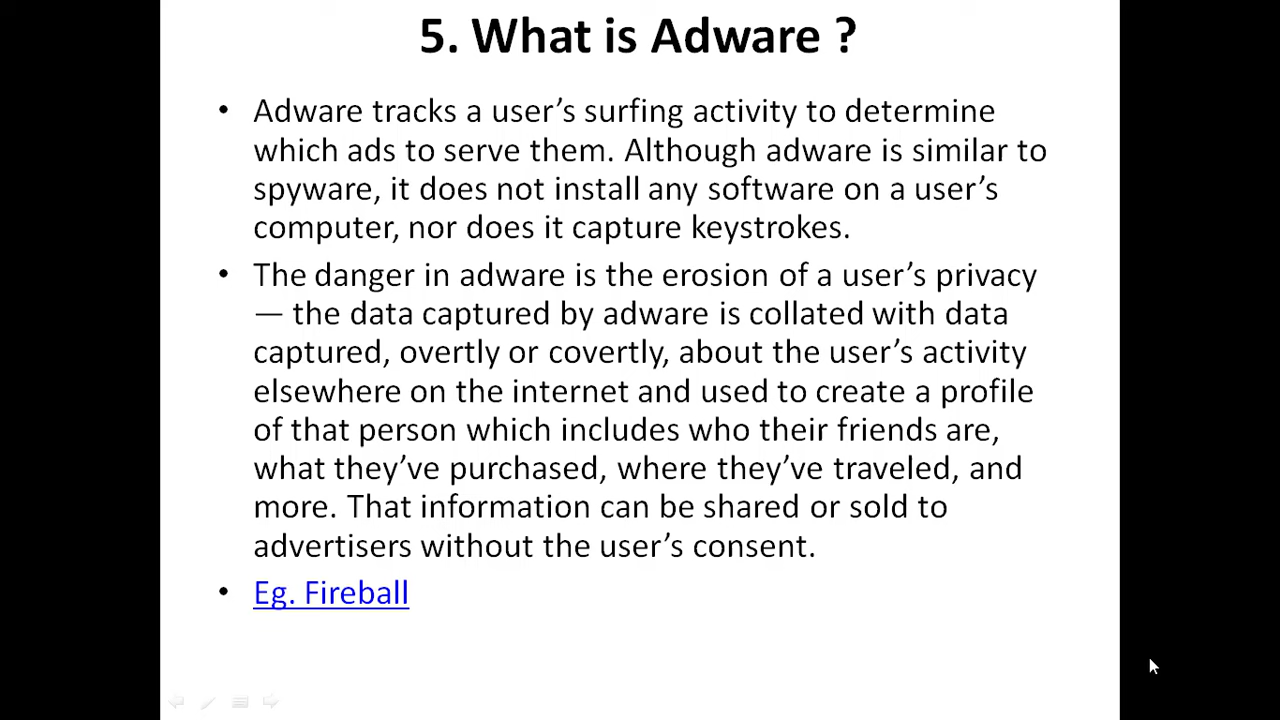 5. What is Adware ?
• Adware tracks a user’s surfing activity to determine
which ads to serve them. Although adware is similar to
spyware, it does not install any software on a user’s
computer, nor does it capture keystrokes.
• The danger in adware is the erosion of a user’s privacy
— the data captured by adware is collated with data
captured, overtly or covertly, about the user’s activity
elsewhere on the internet and used to create a profile
of that person which includes who their friends are,
what they’ve purchased, where they’ve traveled, and
more. That information can be shared or sold to
advertisers without the user’s consent.
• Eg. Fireball